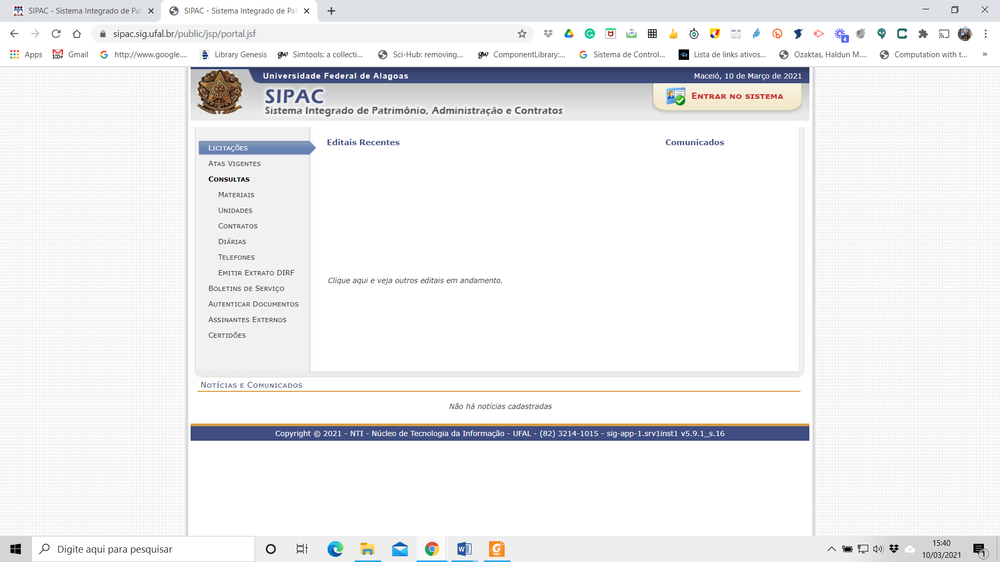 SIPAC - Sistema Integrado de Pat
SIPAC - Sistema Integrado de Pat
sipac.sig.ufal.br/public/jsp/portal.jsf
4
Apps
Gmail
http://www.google....
Library Genesis
Simtools: a collecti...
Sci-Hub: removing...
ComponentLibrary:...
Sistema de Control...
Lista de links ativos...
Ozaktas, Haldun M....
Computation with t...
»
Universidade Federal de Alagoas
Maceió, 10 de Março de 2021
SIPAC
Sistema Integrado de Patrimônio, Administração e Contratos
Entrar no sistema
Licitações
Atas Vigentes
Consultas
Materiais
Unidades
Contratos
Diárias
Telefones
Emitir Extrato DIRF
Boletins de Serviço
Autenticar Documentos
Assinantes Externos
Certidões
Editais Recentes
Comunicados
Clique aqui e veja outros editais em andamento.
Notícias e Comunicados
Não há notícias cadastradas
Copyright © 2021 - NTI - Núcleo de Tecnologia da Informação - UFAL - (82) 3214-1015 - sig-app-1.srv1inst1 v5.9.1_s.16
Digite aqui para pesquisar
15:40
10/03/2021
1